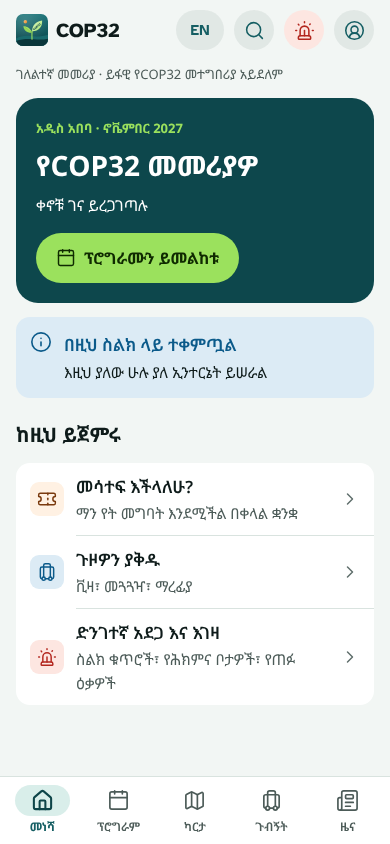 COP32
EN
ገለልተኛ መመሪያ · ይፋዊ የCOP32 መተግበሪያ አይደለም
አዲስ አበባ · ኖቬምበር 2027
የCOP32 መመሪያዎ
ቀኖቹ ገና ይረጋገጣሉ
ፕሮግራሙን ይመልከቱ
በዚህ ስልክ ላይ ተቀምጧል
እዚህ ያለው ሁሉ ያለ ኢንተርኔት ይሠራል
ከዚህ ይጀምሩ
መሳተፍ እችላለሁ?
ማን የት መግባት እንደሚችል በቀላል ቋንቋ
ጉዞዎን ያቅዱ
ቪዛ፣ መጓጓዣ፣ ማረፊያ
ድንገተኛ አደጋ እና እገዛ
ስልክ ቁጥሮች፣ የሕክምና ቦታዎች፣ የጠፉ
ዕቃዎች
መነሻ
ፕሮግራም
ካርታ
ጉብኝት
ዜና